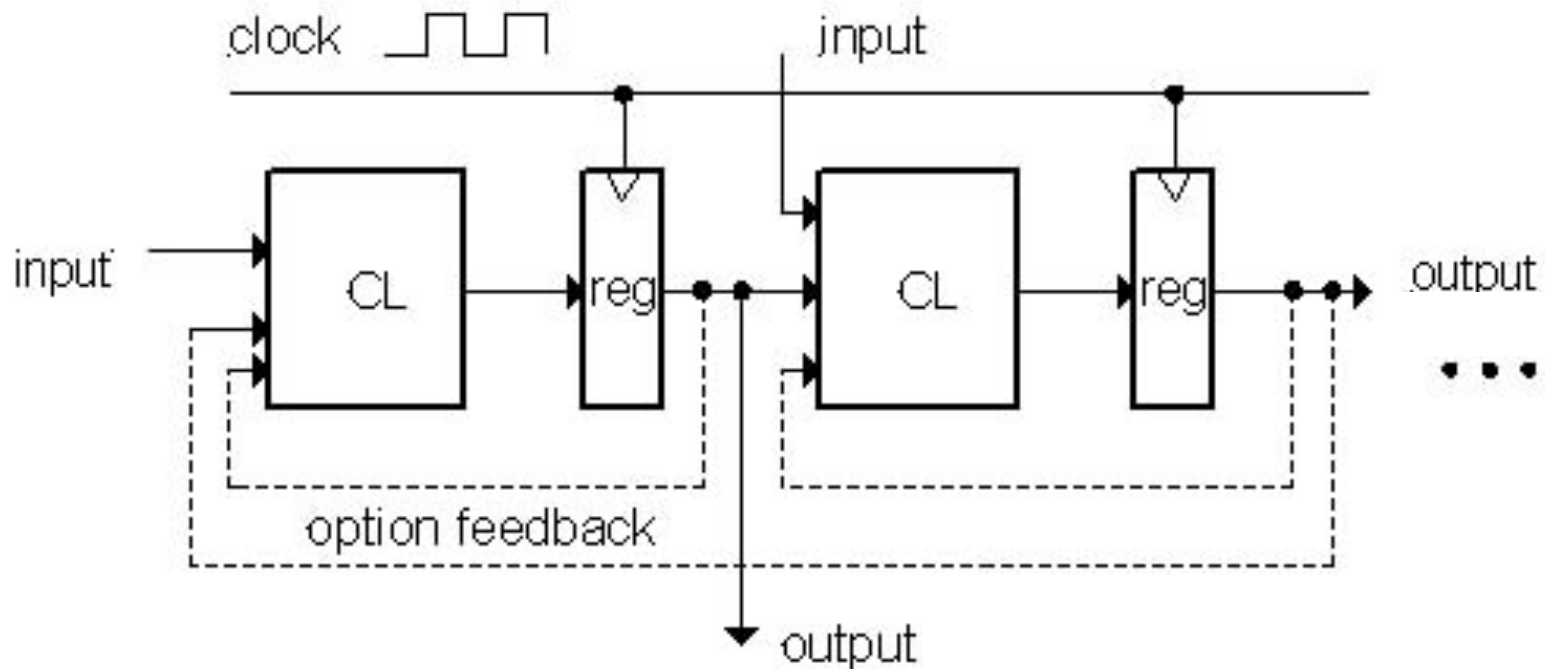 clock
input
input
CL
reg
CL
reg
output
option feedback
output